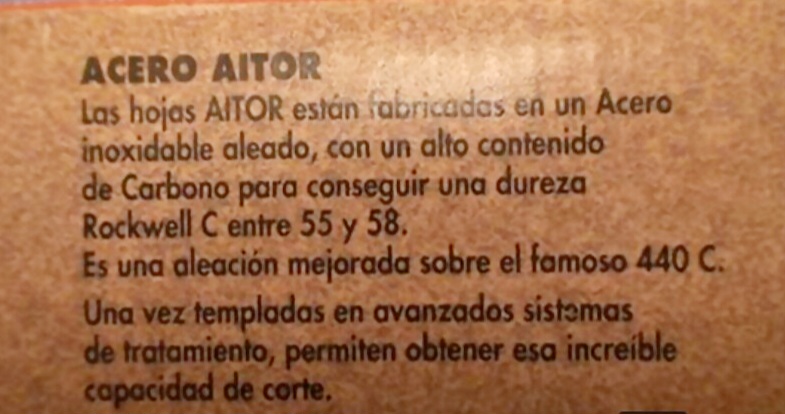 ACERO AITOR
Las hojas AITOR están fabricadas en un Acero
inoxidable aleado, con un alto contenido
de Carbono para conseguir una dureza
Rockwell C entre 55 y 58.
Es una aleación mejorada sobre el famoso 440 C.
Una vez templadas en avanzados sistemas
de tratamiento, permiten obtener esa increíble
capacidad de corte.